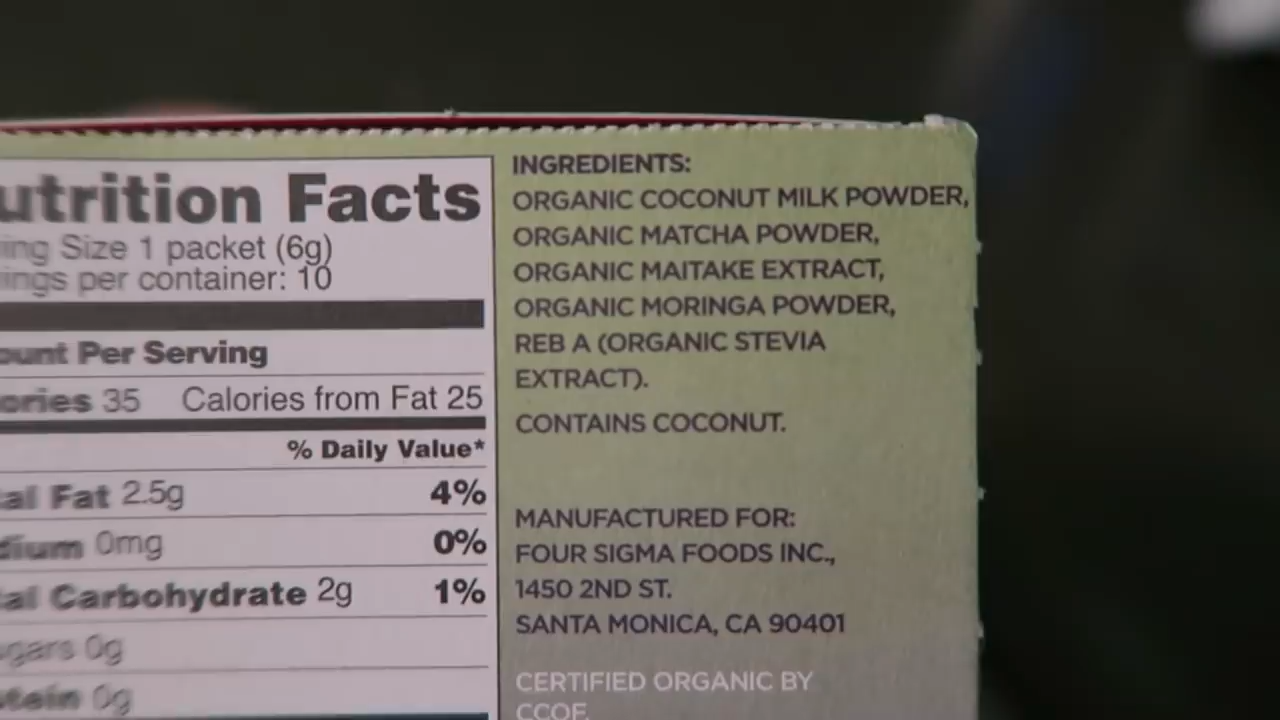 utrition Facts
ing Size 1 packet (6g)
ings per container: 10
ount Per Serving
ories 35 Calories from Fat 25
% Daily Value*
al Fat 2.5g 4%
dium 0mg 0%
al Carbohydrate 2g 1%
ugars 0g
otein 0g
INGREDIENTS:
ORGANIC COCONUT MILK POWDER,
ORGANIC MATCHA POWDER,
ORGANIC MAITAKE EXTRACT,
ORGANIC MORINGA POWDER,
REB A (ORGANIC STEVIA
EXTRACT).
CONTAINS COCONUT.
MANUFACTURED FOR:
FOUR SIGMA FOODS INC.,
1450 2ND ST.
SANTA MONICA, CA 90401
CERTIFIED ORGANIC BY
CCOF.